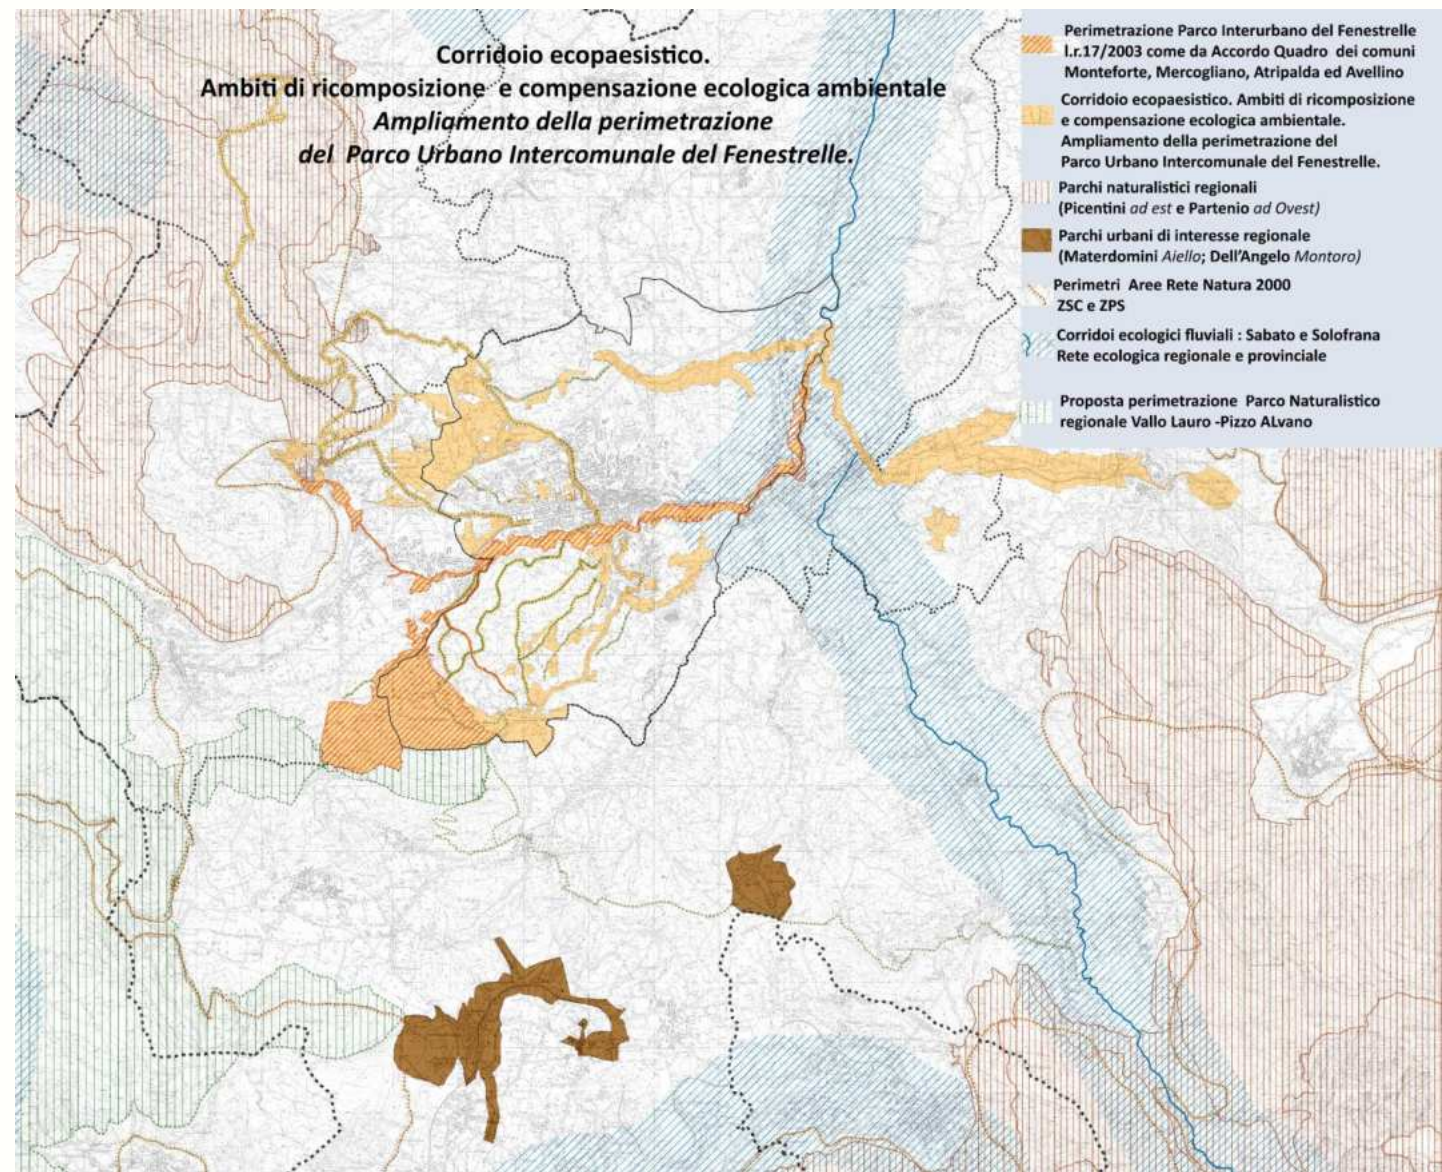 Corridoio ecopaesistico.
Ambiti di ricomposizione e compensazione ecologica ambientale
Ampliamento della perimetrazione
del Parco Urbano Intercomunale del Fenestrelle.
Perimetrazione Parco Interurbano del Fenestrelle
l.r.17/2003 come da Accordo Quadro dei comuni
Monteforte, Mercogliano, Atripalda ed Avellino
Corridoio ecopaesistico. Ambiti di ricomposizione
e compensazione ecologica ambientale.
Ampliamento della perimetrazione del
Parco Urbano Intercomunale del Fenestrelle.
Parchi naturalistici regionali
(Picentini ad est e Partenio ad Ovest)
Parchi urbani di interesse regionale
(Materdomini Aiello; Dell'Angelo Montoro)
Perimetri Aree Rete Natura 2000
ZSC e ZPS
Corridoi ecologici fluviali : Sabato e Solofrana
Rete ecologica regionale e provinciale
Proposta perimetrazione Parco Naturalistico
regionale Vallo Lauro -Pizzo ALvano